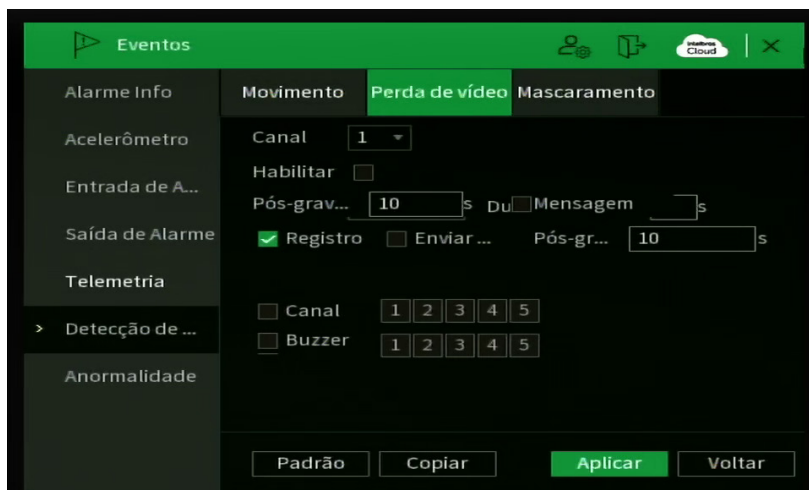 Eventos
intelbras
Cloud
Alarme Info
Acelerômetro
Entrada de A...
Saída de Alarme
Telemetria
> Detecção de ...
Anormalidade
Movimento Perda de vídeo Mascaramento
Canal 1
Habilitar
Pós-grav... 10 s Du Mensagem s
Registro Enviar ... Pós-gr... 10 s
Canal 1 2 3 4 5
Buzzer 1 2 3 4 5
Padrão Copiar Aplicar Voltar